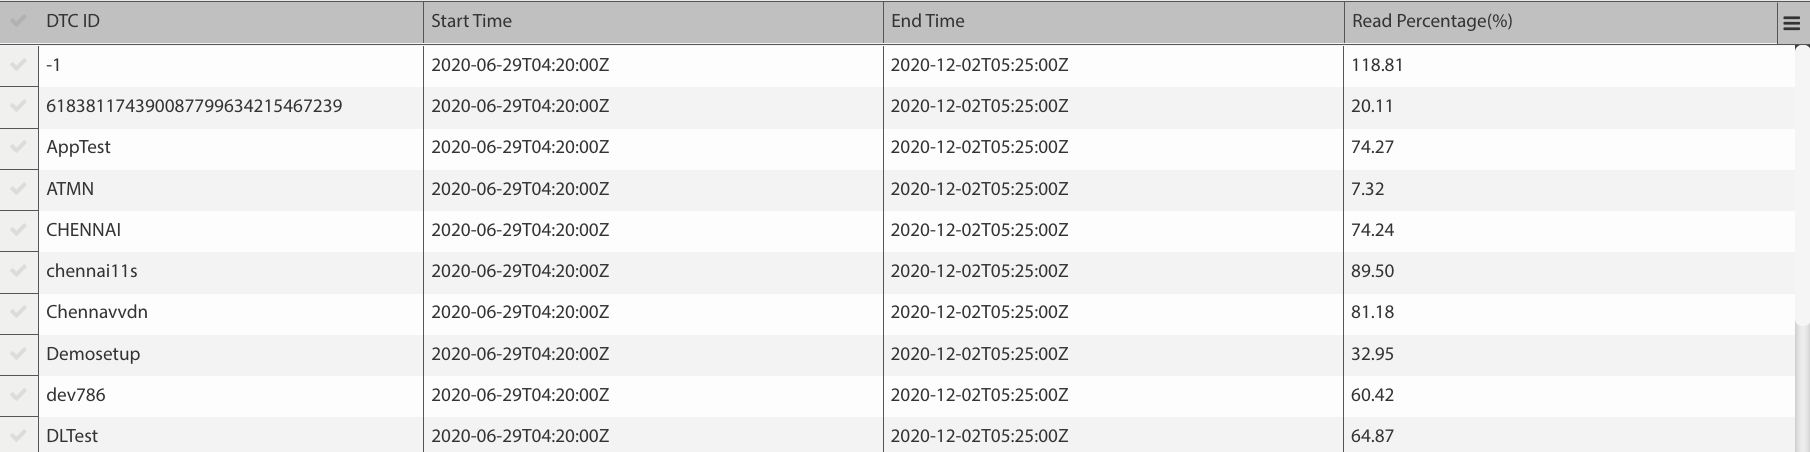 DTC ID Start Time End Time Read Percentage(%)
-1 2020-06-29T04:20:00Z 2020-12-02T05:25:00Z 118.81
618381174390087799634215467239 2020-06-29T04:20:00Z 2020-12-02T05:25:00Z 20.11
AppTest 2020-06-29T04:20:00Z 2020-12-02T05:25:00Z 74.27
ATMN 2020-06-29T04:20:00Z 2020-12-02T05:25:00Z 7.32
CHENNAI 2020-06-29T04:20:00Z 2020-12-02T05:25:00Z 74.24
chennai11s 2020-06-29T04:20:00Z 2020-12-02T05:25:00Z 89.50
Chennavvdn 2020-06-29T04:20:00Z 2020-12-02T05:25:00Z 81.18
Demosetup 2020-06-29T04:20:00Z 2020-12-02T05:25:00Z 32.95
dev786 2020-06-29T04:20:00Z 2020-12-02T05:25:00Z 60.42
DLTest 2020-06-29T04:20:00Z 2020-12-02T05:25:00Z 64.87